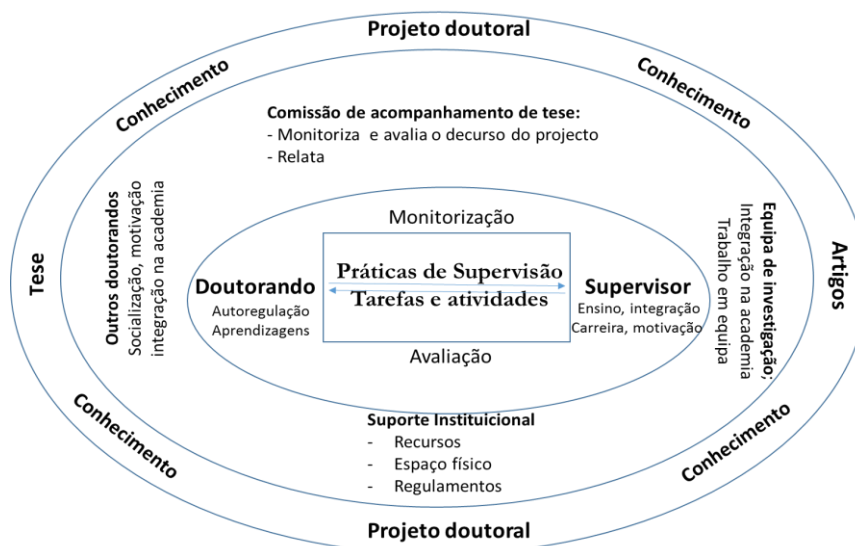 Projeto doutoral
Conhecimento
Conhecimento
Comissão de acompanhamento de tese:
- Monitoriza e avalia o decurso do projecto
- Relata
Tese
Outros doutorandos
Socialização, motivação
integração na academia
Monitorização
Doutorando
Autoregulação
Aprendizagens
Práticas de Supervisão
Tarefas e atividades
Supervisor
Ensino, integração
Carreira, motivação
Avaliação
Equipa de investigação;
Integração na academia
Trabalho em equipa
Artigos
Conhecimento
Suporte Instituicional
- Recursos
- Espaço físico
- Regulamentos
Conhecimento
Projeto doutoral